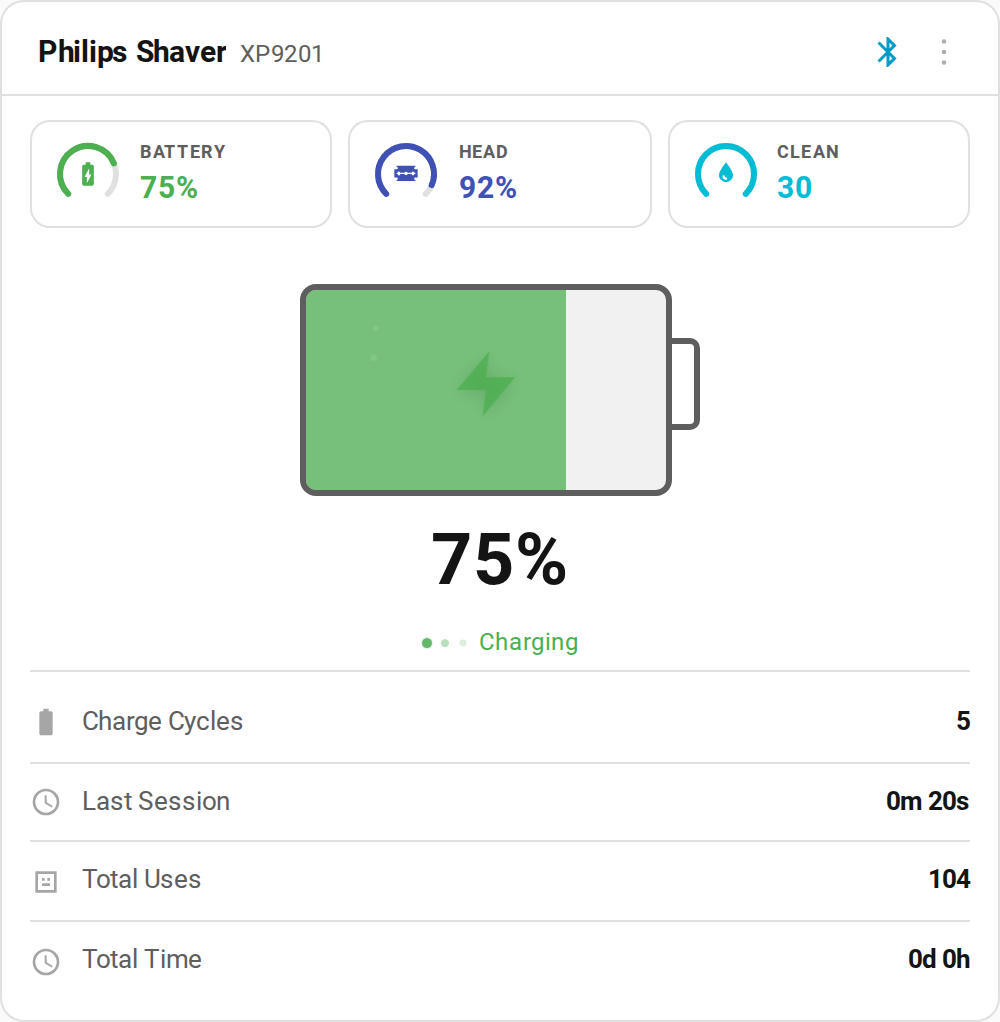 Philips Shaver XP9201
BATTERY
75%
HEAD
92%
CLEAN
30
75%
Charging
Charge Cycles 5
Last Session 0m 20s
Total Uses 104
Total Time 0d 0h